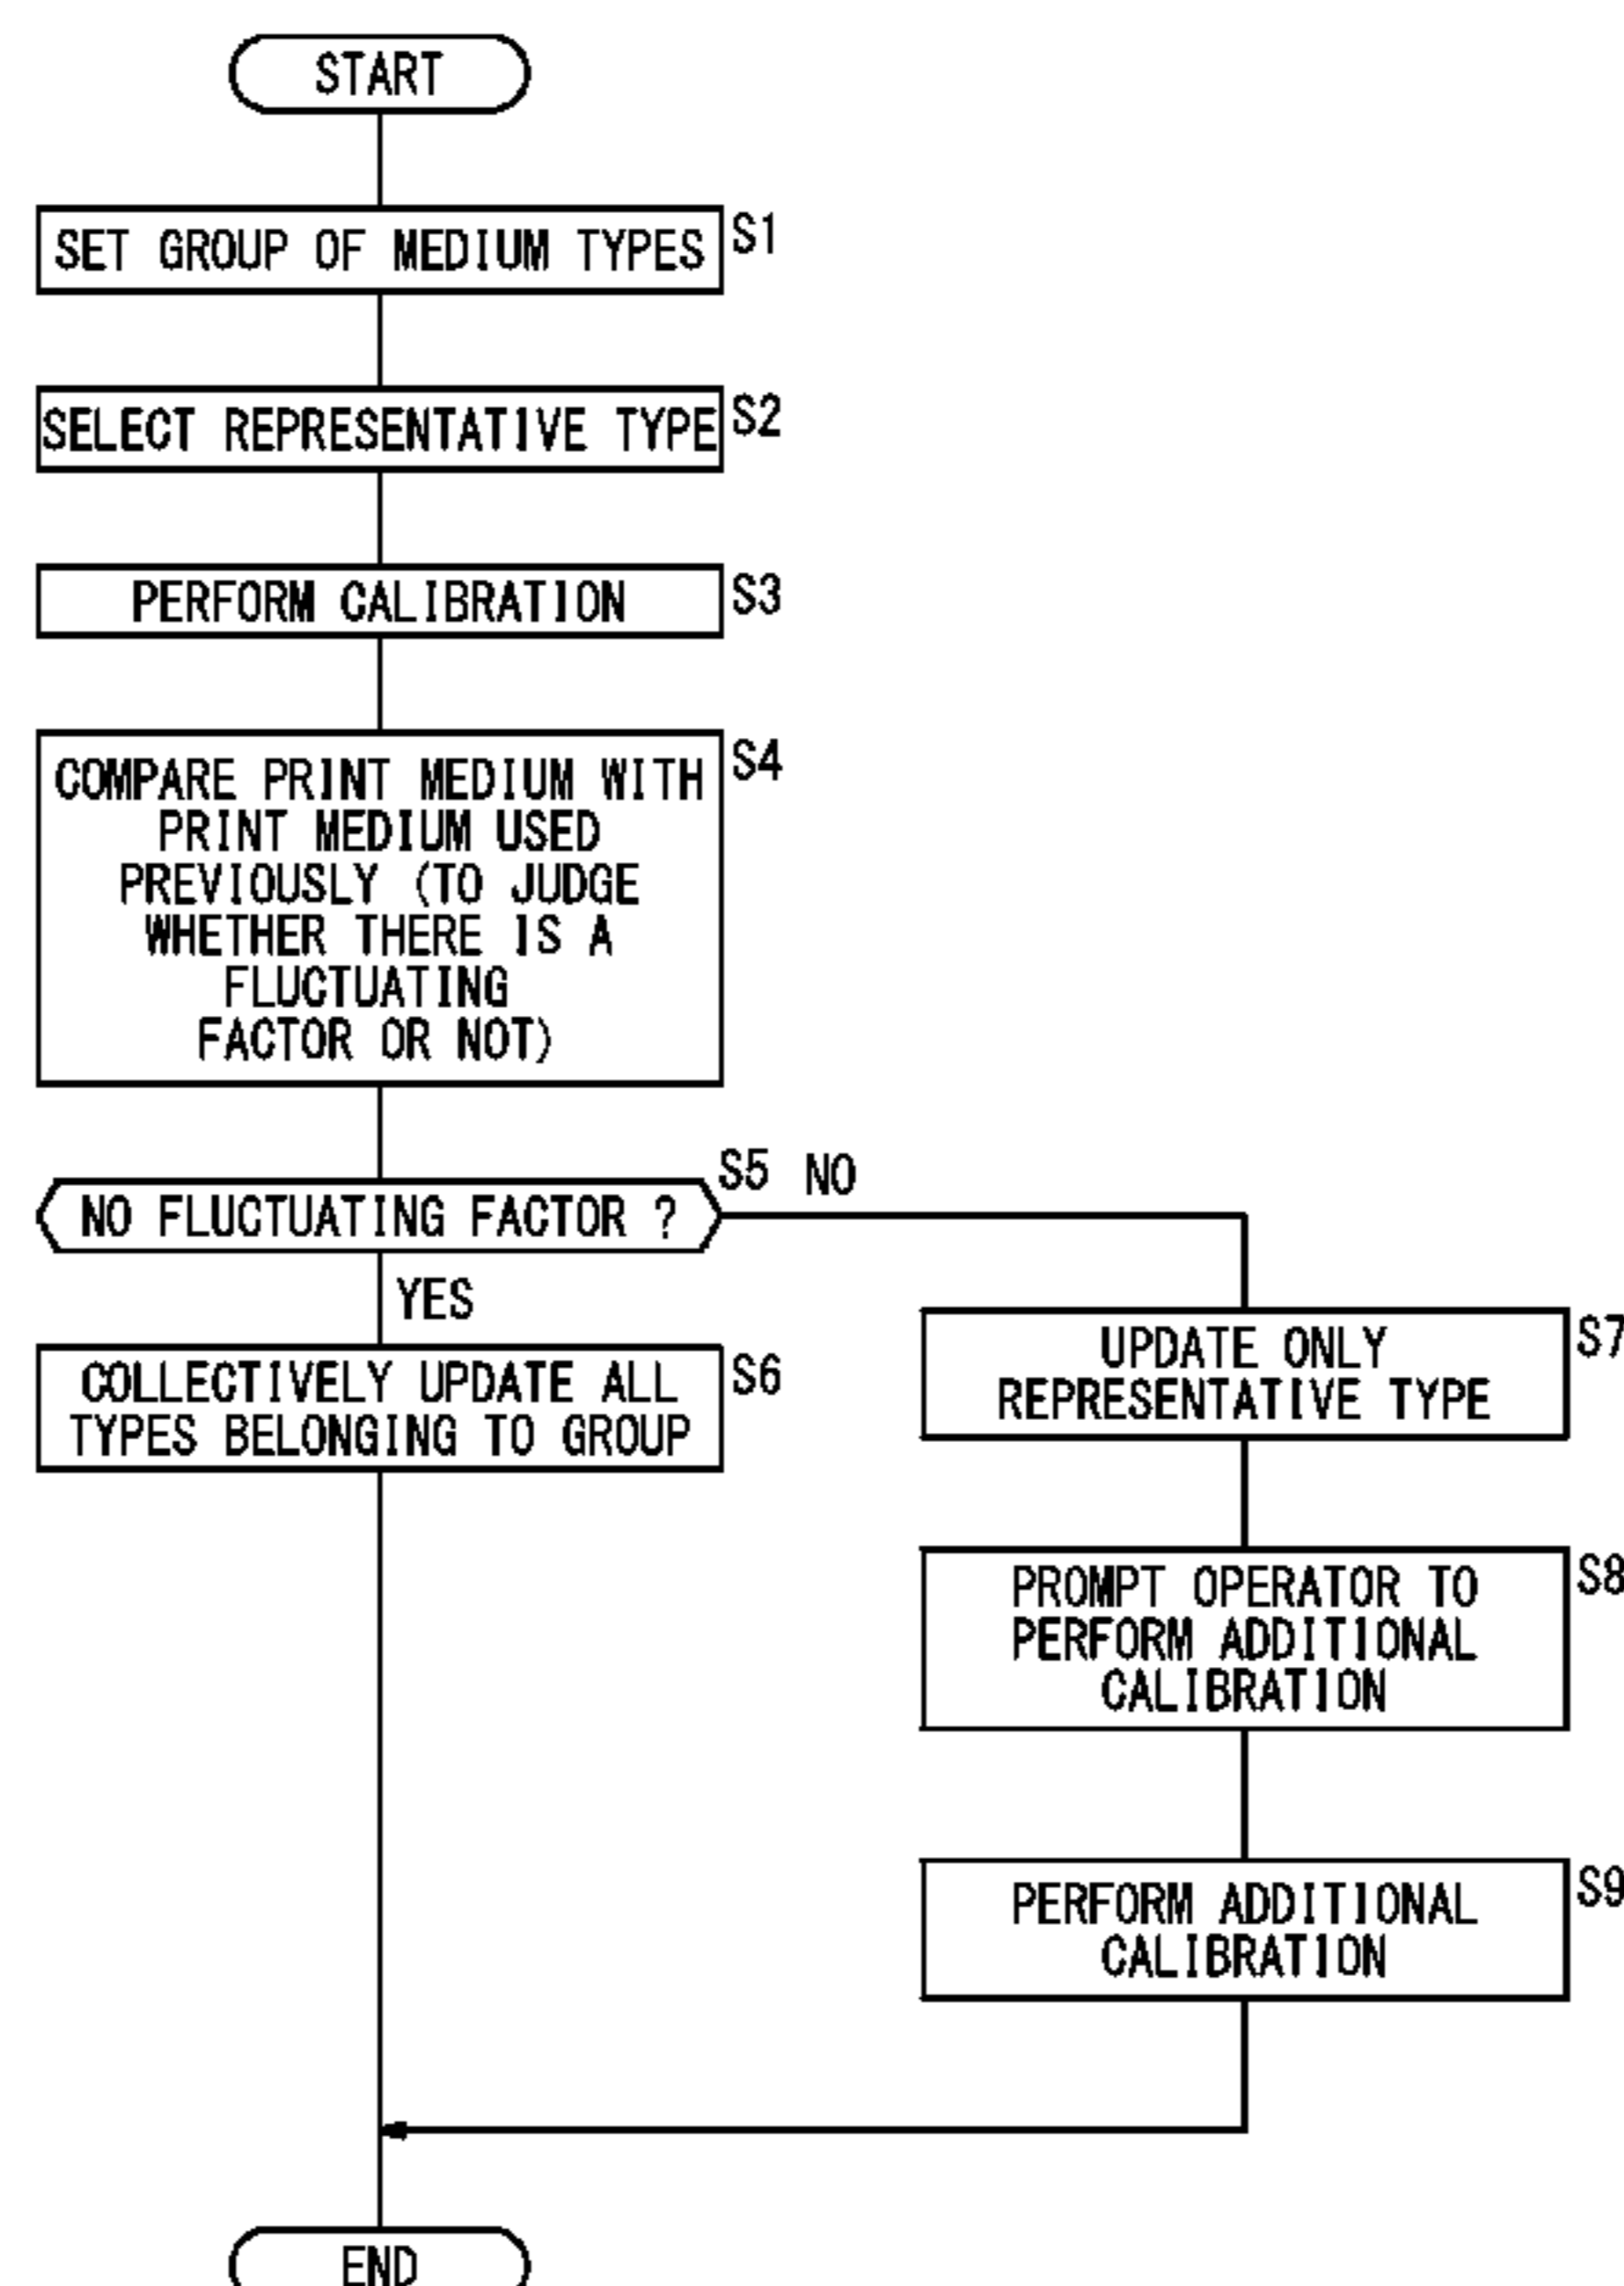 START
SET GROUP OF MEDIUM TYPES
S1
SELECT REPRESENTATIVE TYPE
S2
PERFORM CALIBRATION
S3
COMPARE PRINT MEDIUM WITH
PRINT MEDIUM USED
PREVIOUSLY (TO JUDGE
WHETHER THERE IS A
FLUCTUATING
FACTOR OR NOT)
S4
NO FLUCTUATING FACTOR ?
S5
NO
YES
COLLECTIVELY UPDATE ALL
TYPES BELONGING TO GROUP
S6
UPDATE ONLY
REPRESENTATIVE TYPE
S7
PROMPT OPERATOR TO
PERFORM ADDITIONAL
CALIBRATION
S8
PERFORM ADDITIONAL
CALIBRATION
S9
END